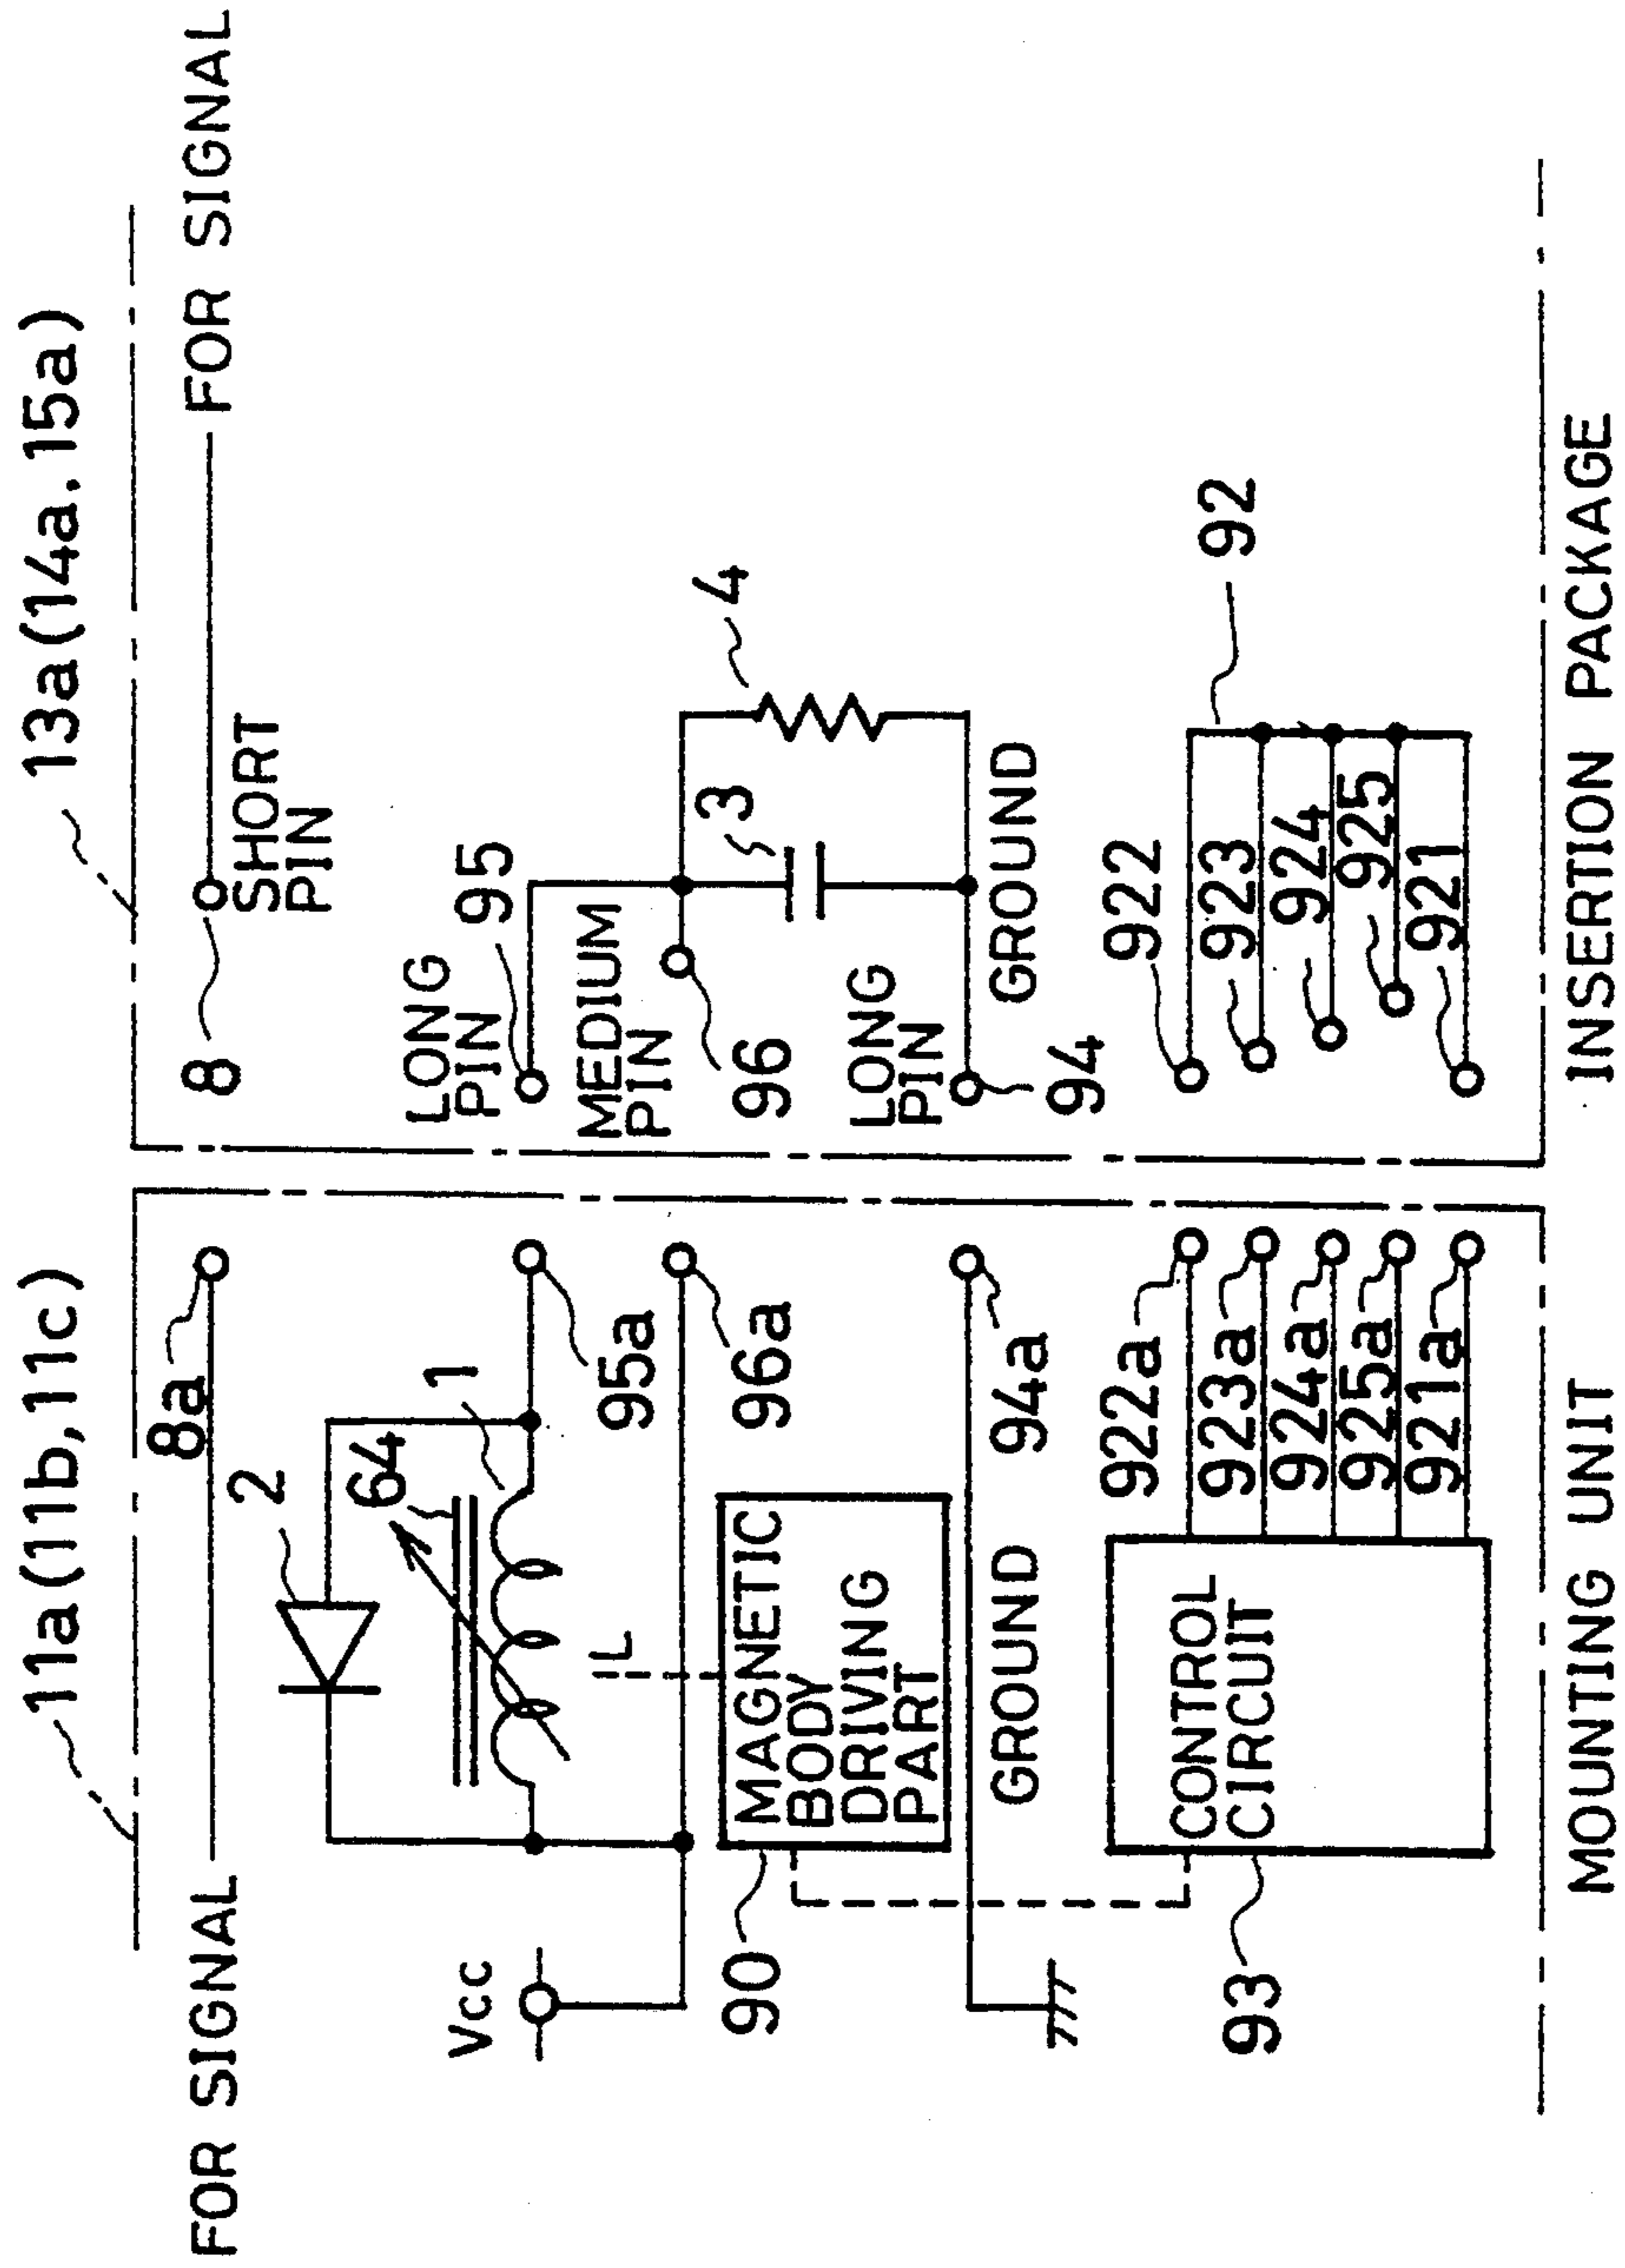 11a(11b,11c)
13a(14a.15a)
FOR SIGNAL
8a
8
FOR SIGNAL
SHORT
PIN
2
64
1
Vcc
95a
LONG
PIN
95
L
96a
MEDIUM
PIN
96
3
4
MAGNETIC
BODY
DRIVING
PART
90
94a
LONG
PIN
GROUND
94
GROUND
CONTROL
CIRCUIT
93
922a
923a
924a
925a
921a
922
923
924
925
921
92
MOUNTING UNIT
INSERTION PACKAGE